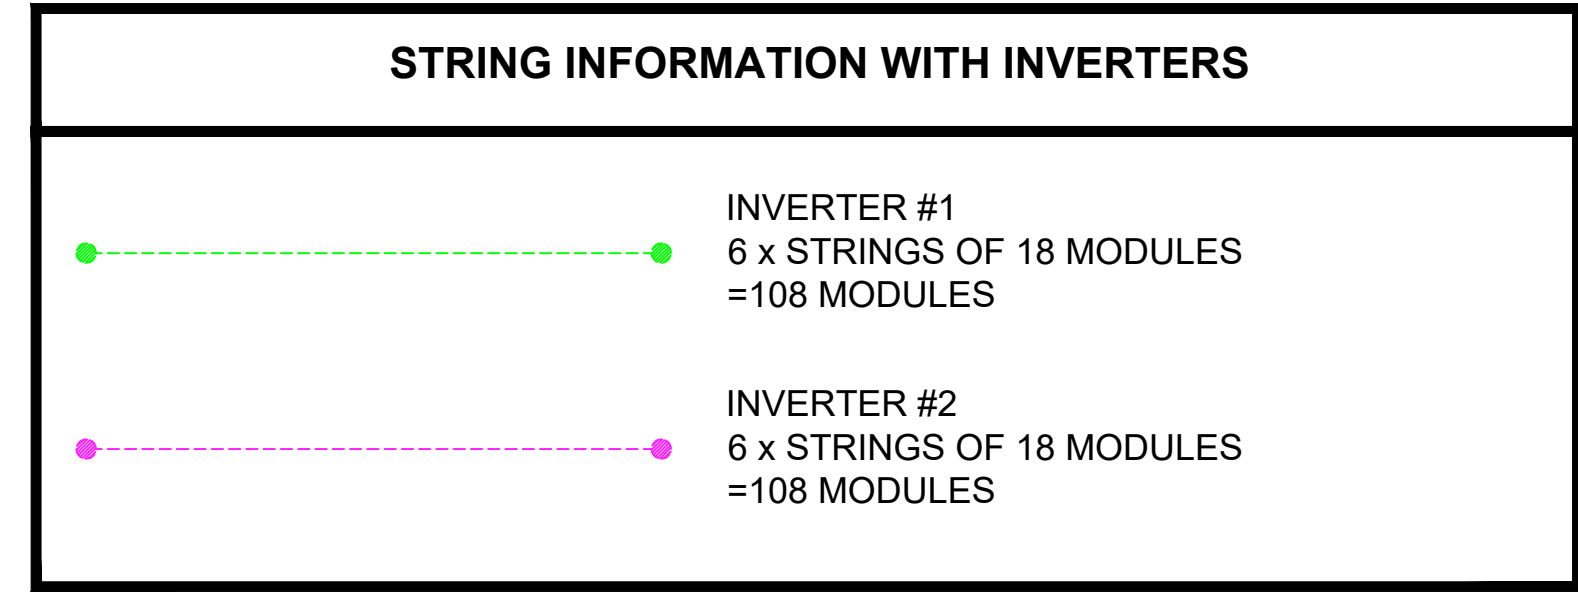 STRING INFORMATION WITH INVERTERS
INVERTER #1
6 x STRINGS OF 18 MODULES
=108 MODULES
INVERTER #2
6 x STRINGS OF 18 MODULES
=108 MODULES